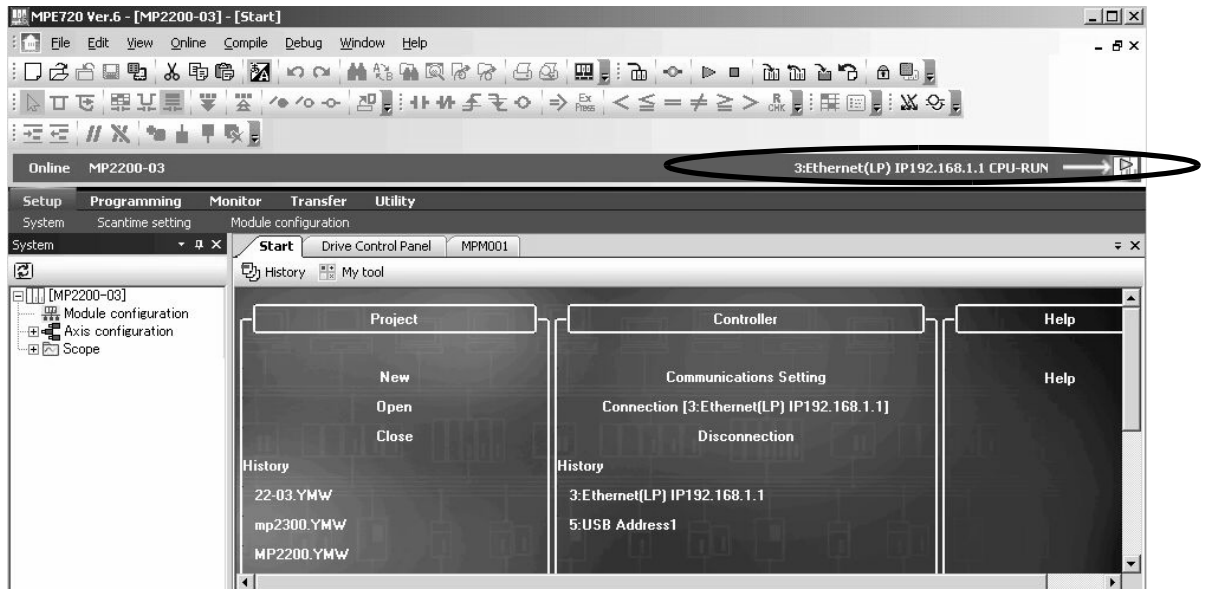 MPE720 Ver.6 - [MP2200-03] - [Start]
File Edit View Online Compile Debug Window Help
Ex Press < ≦ = ≠ ≧ > R CHK
Online MP2200-03 3:Ethernet(LP) IP192.168.1.1 CPU-RUN
Setup Programming Monitor Transfer Utility
System Scantime setting Module configuration
System Start Drive Control Panel MPM001
History My tool
[MP2200-03]
Module configuration
Axis configuration
Scope
Project Controller Help
New Communications Setting Help
Open Connection [3:Ethernet(LP) IP192.168.1.1]
Close Disconnection
History History
22-03.YMW 3:Ethernet(LP) IP192.168.1.1
mp2300.YMW 5:USB Address1
MP2200.YMW